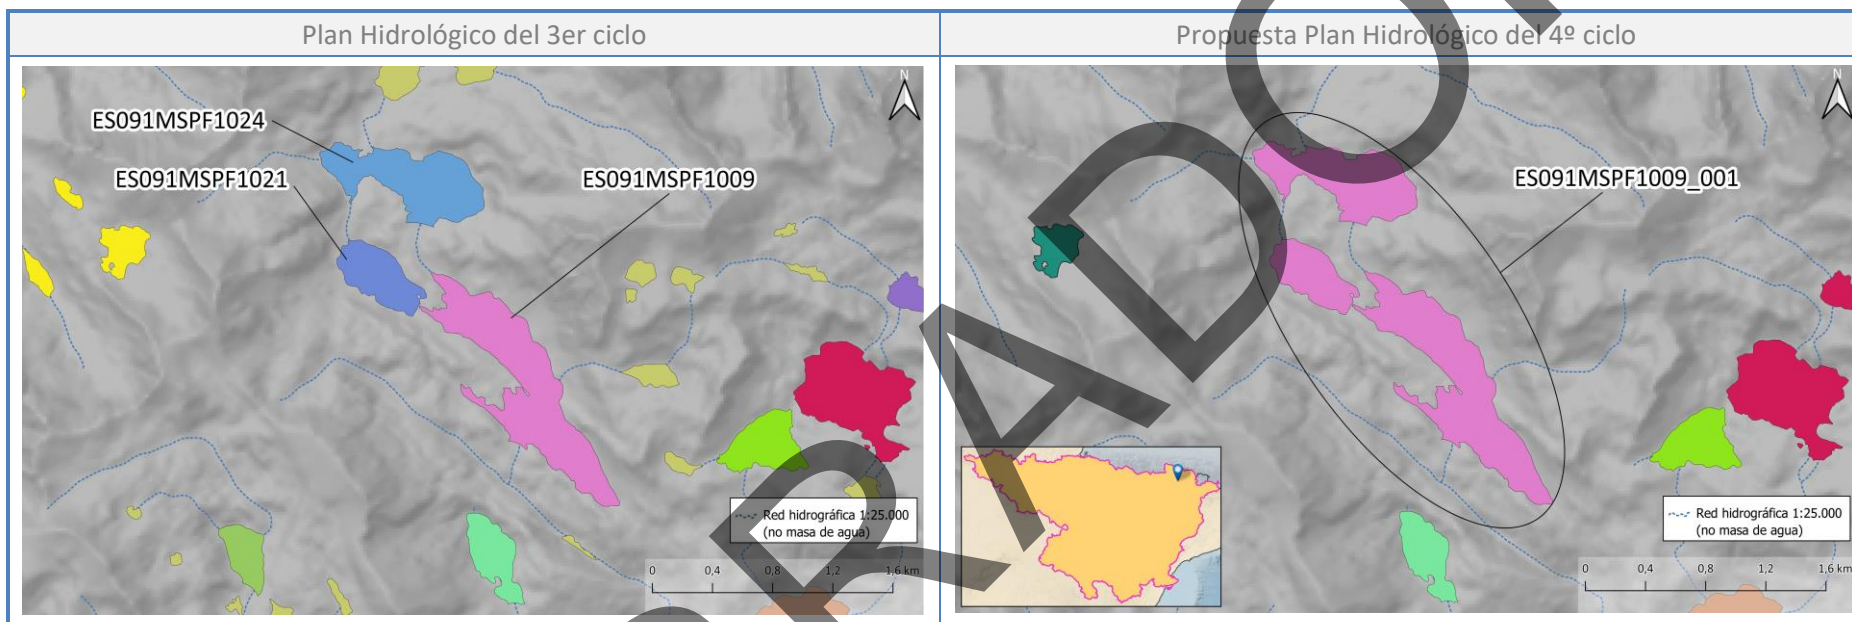 Plan Hidrológico del 3er ciclo
Propuesta Plan Hidrológico del 4º ciclo
N
ES091MSPF1024
ES091MSPF1021
ES091MSPF1009
Red hidrográfica 1:25.000
(no masa de agua)
0 0,4 0,8 1,2 1,6 km
N
ES091MSPF1009_001
Red hidrográfica 1:25.000
(no masa de agua)
0 0,4 0,8 1,2 1,6 km
RADO